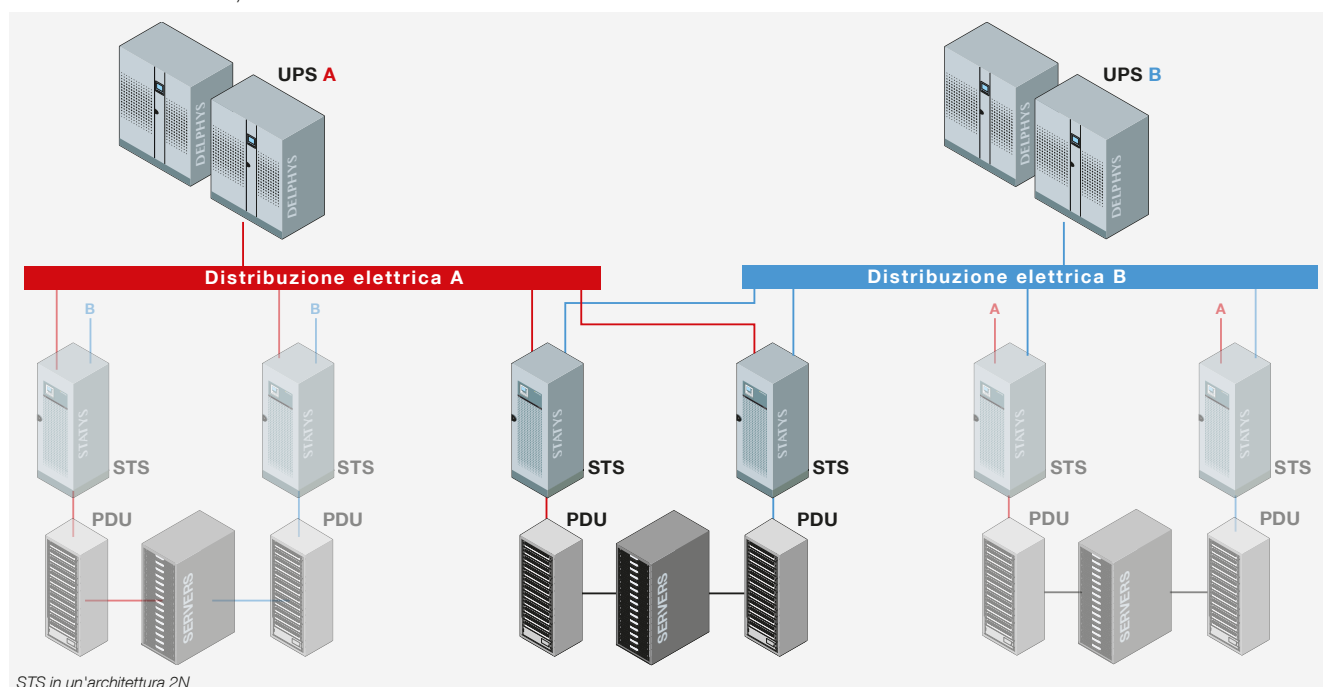 UPS A
UPS B
DELPHYS
DELPHYS
DELPHYS
DELPHYS
Distribuzione elettrica A
Distribuzione elettrica B
B
B
A
A
STATYS
STATYS
STATYS
STATYS
STATYS
STATYS
STS
STS
STS
STS
STS
STS
PDU
PDU
PDU
PDU
PDU
PDU
SERVERS
SERVERS
SERVERS
STS in un'architettura 2N